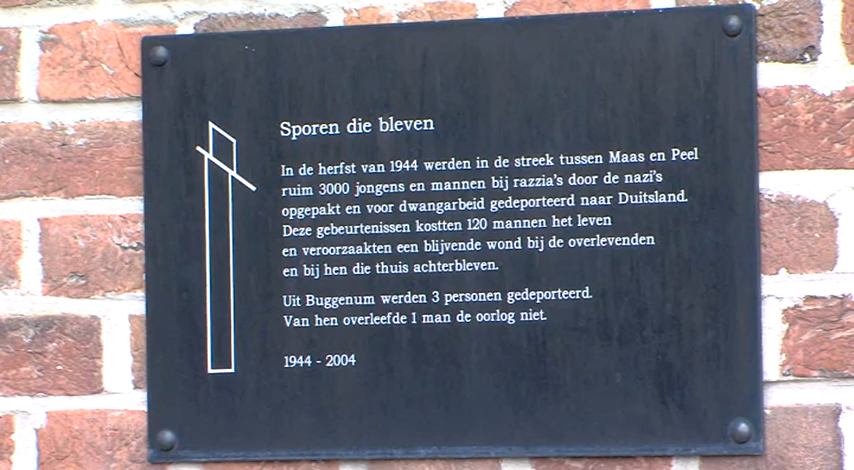 Sporen die bleven
In de herfst van 1944 werden in de streek tussen Maas en Peel
ruim 3000 jongens en mannen bij razzia's door de nazi's
opgepakt en voor dwangarbeid gedeporteerd naar Duitsland.
Deze gebeurtenissen kostten 120 mannen het leven
en veroorzaakten een blijvende wond bij de overlevenden
en bij hen die thuis achterbleven.
Uit Buggenum werden 3 personen gedeporteerd.
Van hen overleefde 1 man de oorlog niet.
1944 - 2004